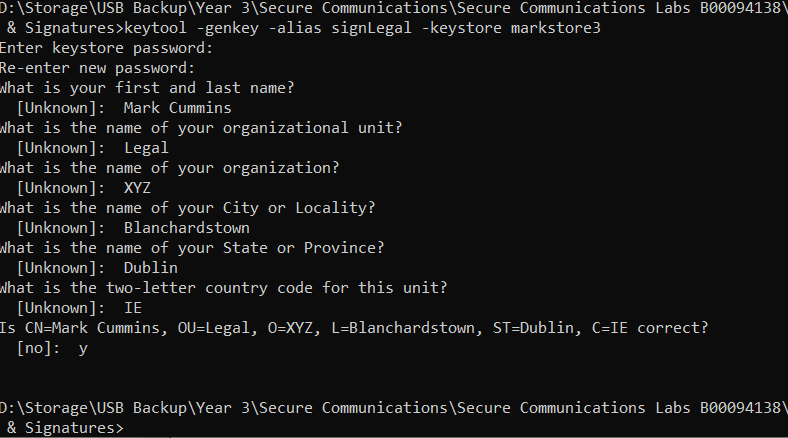 D:\Storage\USB Backup\Year 3\Secure Communications\Secure Communications Labs B00094138\
& Signatures>keytool -genkey -alias signLegal -keystore markstore3
Enter keystore password:
Re-enter new password:
What is your first and last name?
[Unknown]: Mark Cummins
What is the name of your organizational unit?
[Unknown]: Legal
What is the name of your organization?
[Unknown]: XYZ
What is the name of your City or Locality?
[Unknown]: Blanchardstown
What is the name of your State or Province?
[Unknown]: Dublin
What is the two-letter country code for this unit?
[Unknown]: IE
Is CN=Mark Cummins, OU=Legal, O=XYZ, L=Blanchardstown, ST=Dublin, C=IE correct?
[no]: y
D:\Storage\USB Backup\Year 3\Secure Communications\Secure Communications Labs B00094138\
& Signatures>